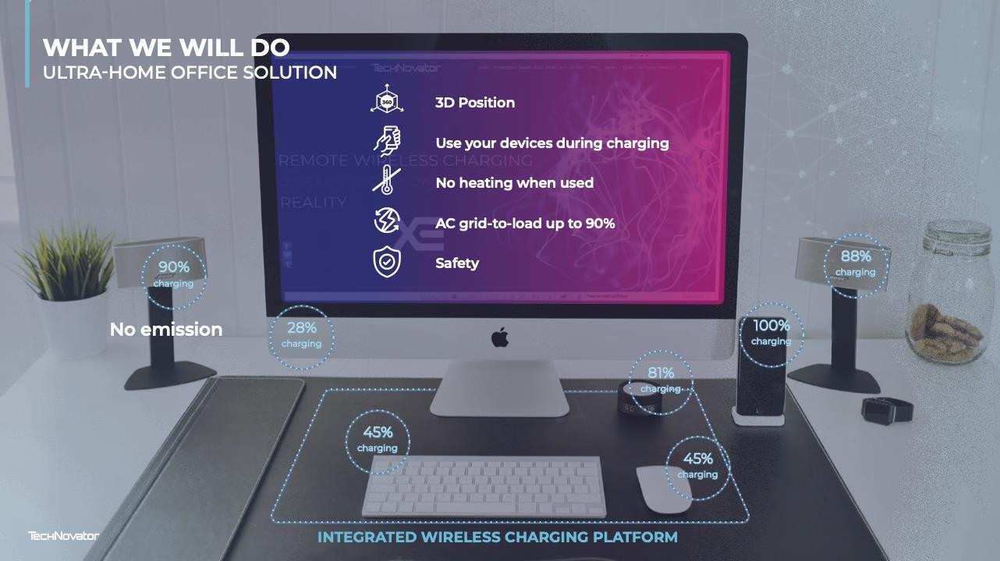 WHAT WE WILL DO
ULTRA-HOME OFFICE SOLUTION
TechNovator
360
3D Position
Use your devices during charging
REMOTE WIRELESS CHARGING
No heating when used
REALITY
AC grid-to-load up to 90%
XE
Safety
90%
charging
88%
charging
No emission
28%
charging
100%
charging
81%
charging
45%
charging
45%
charging
TechNovator
INTEGRATED WIRELESS CHARGING PLATFORM